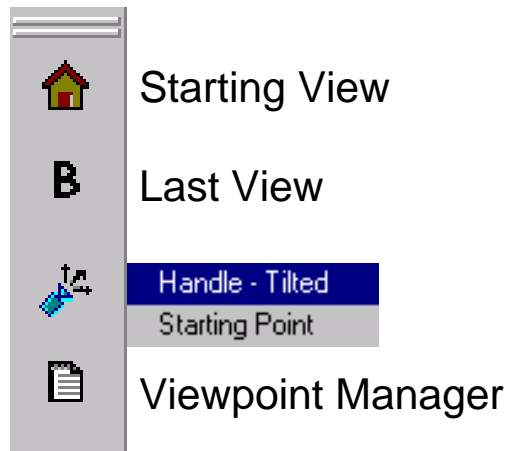 Starting View
B
Last View
Handle - Tilted
Starting Point
Viewpoint Manager